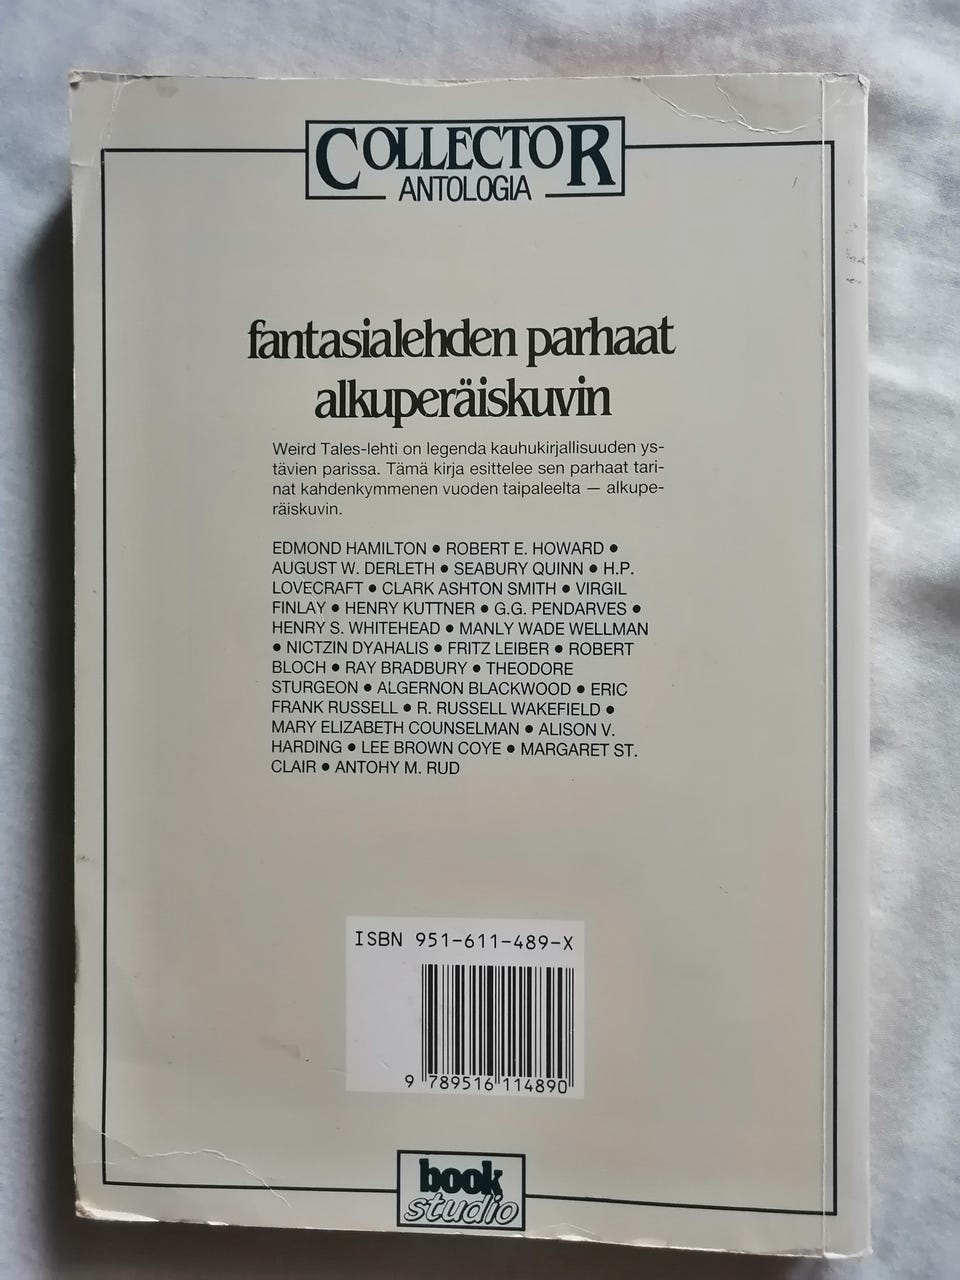 COLLECTOR
ANTOLOGIA
fantasialehden parhaat
alkuperäiskuvin
Weird Tales-lehti on legenda kauhukirjallisuuden ys-
tävien parissa. Tämä kirja esittelee sen parhaat tari-
nat kahdenkymmenen vuoden taipaleelta — alkupe-
räiskuvin.
EDMOND HAMILTON ● ROBERT E. HOWARD ●
AUGUST W. DERLETH ● SEABURY QUINN ● H.P.
LOVECRAFT ● CLARK ASHTON SMITH ● VIRGIL
FINLAY ● HENRY KUTTNER ● G.G. PENDARVES ●
HENRY S. WHITEHEAD ● MANLY WADE WELLMAN
● NICTZIN DYAHALIS ● FRITZ LEIBER ● ROBERT
BLOCH ● RAY BRADBURY ● THEODORE
STURGEON ● ALGERNON BLACKWOOD ● ERIC
FRANK RUSSELL ● R. RUSSELL WAKEFIELD ●
MARY ELIZABETH COUNSELMAN ● ALISON V.
HARDING ● LEE BROWN COYE ● MARGARET ST.
CLAIR ● ANTOHY M. RUD
ISBN 951-611-489-X
9 789516 114890
book
studio